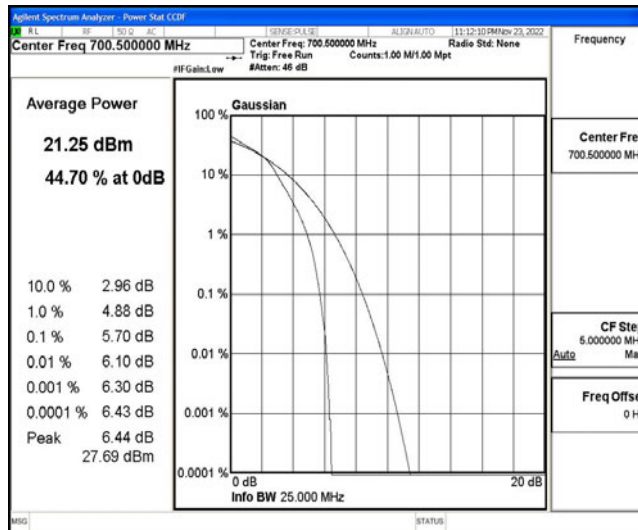 Agilent Spectrum Analyzer - Power Stat CCDF
RL RF 50 Ω AC SENSE:PULSE ALIGN AUTO 11:12:10 PM Nov 23, 2022
Center Freq 700.500000 MHz
Center Freq: 700.500000 MHz Radio Std: None
Trig: Free Run Counts:1.00 M/1.00 Mpt
#IFGain:Low #Atten: 46 dB
Frequency
Average Power
21.25 dBm
44.70 % at 0dB
10.0 % 2.96 dB
1.0 % 4.88 dB
0.1 % 5.70 dB
0.01 % 6.10 dB
0.001 % 6.30 dB
0.0001 % 6.43 dB
Peak 6.44 dB
27.69 dBm
Gaussian
100 %
10 %
1 %
0.1 %
0.01 %
0.001 %
0.0001 %
0 dB 20 dB
Info BW 25.000 MHz
Center Fre
700.500000 MH
CF Ste
5.000000 MH
Auto Ma
Freq Offse
0 H
MSG STATUS